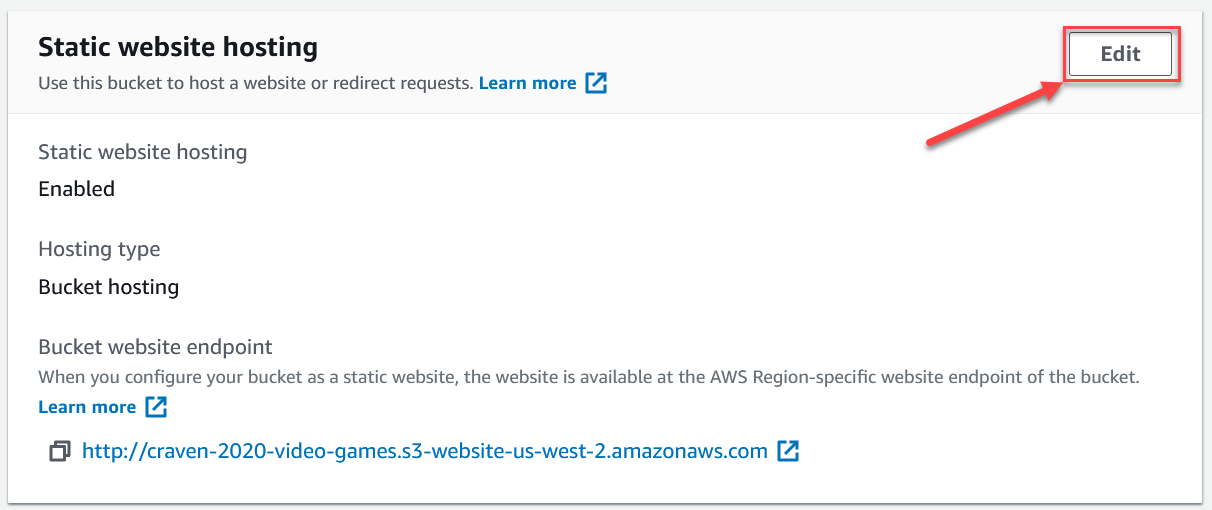 Static website hosting
Edit
Use this bucket to host a website or redirect requests. Learn more
Static website hosting
Enabled
Hosting type
Bucket hosting
Bucket website endpoint
When you configure your bucket as a static website, the website is available at the AWS Region-specific website endpoint of the bucket.
Learn more
http://craven-2020-video-games.s3-website-us-west-2.amazonaws.com